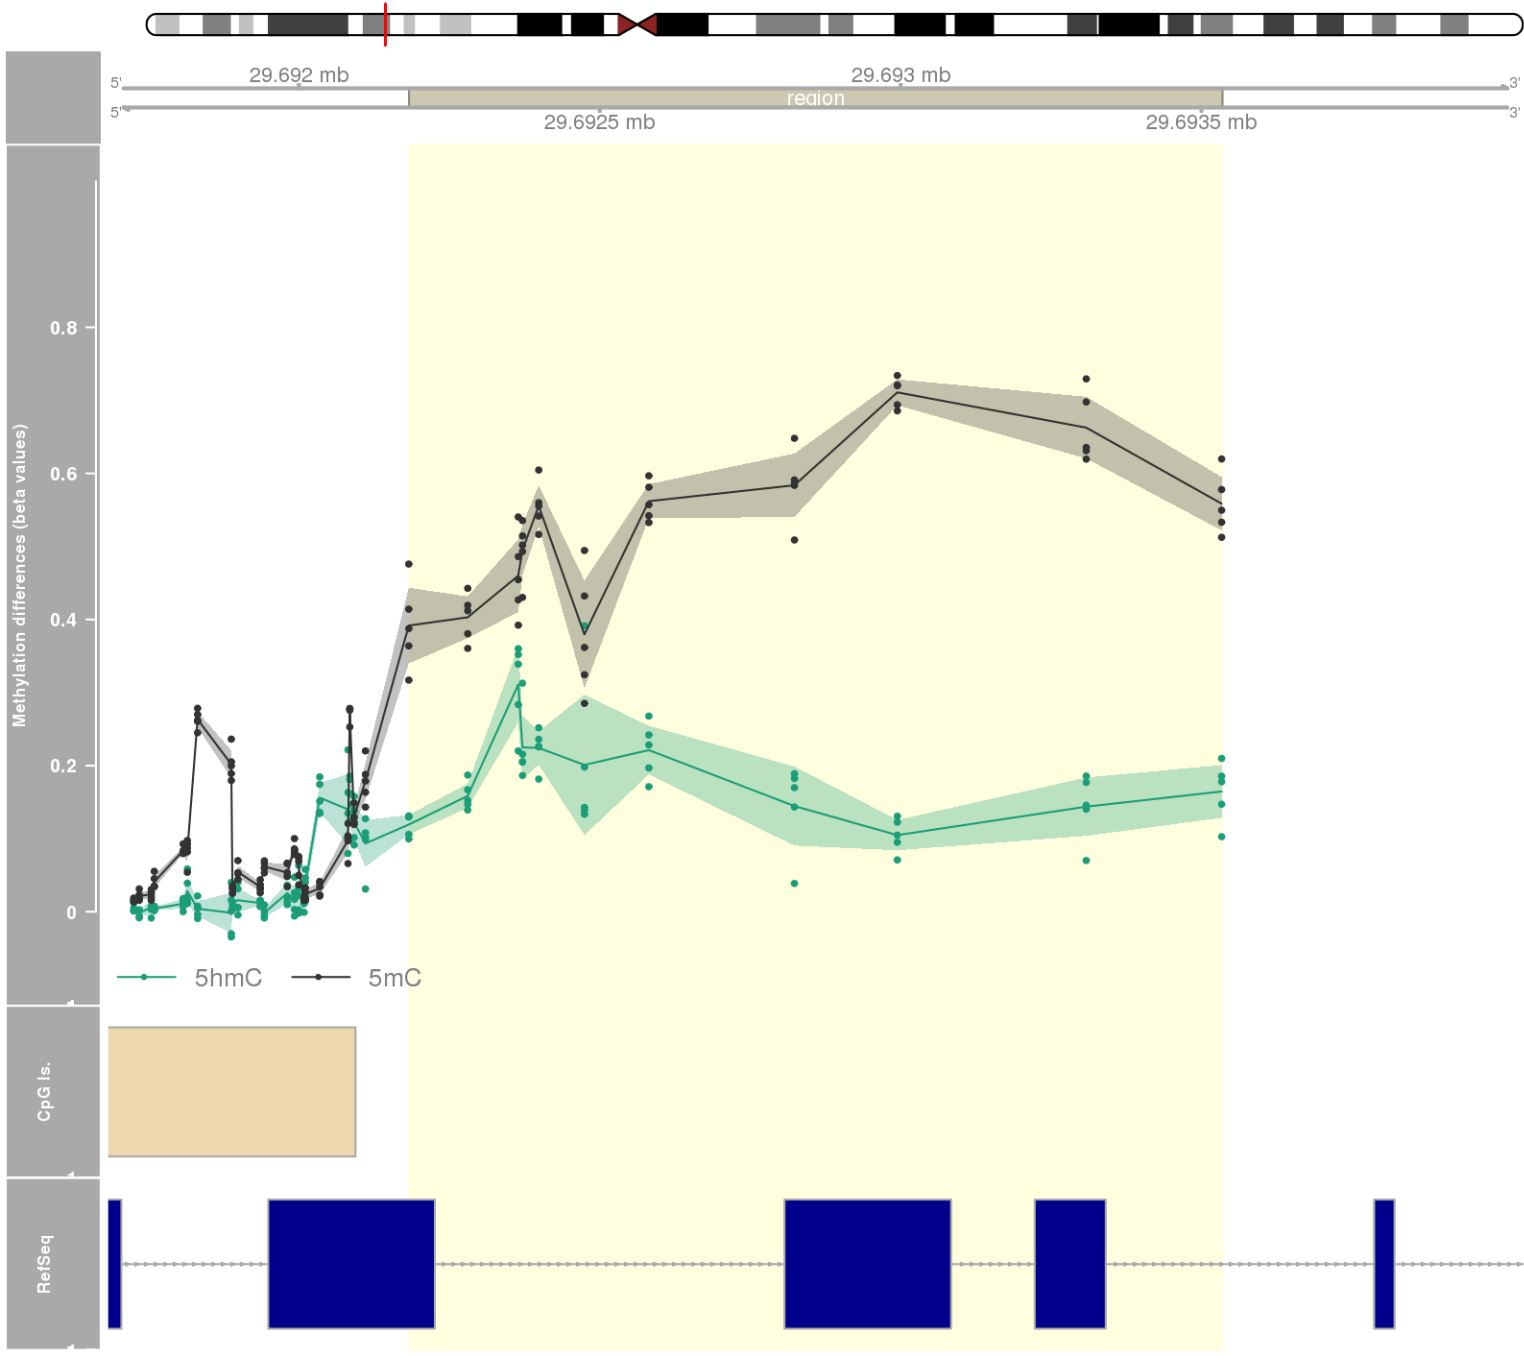 5'
29.692 mb
29.693 mb
3'
region
5'
29.6925 mb
29.6935 mb
3'
Methylation differences (beta values)
0.8
0.6
0.4
0.2
0
5hmC
5mC
CpG Is.
RefSeq